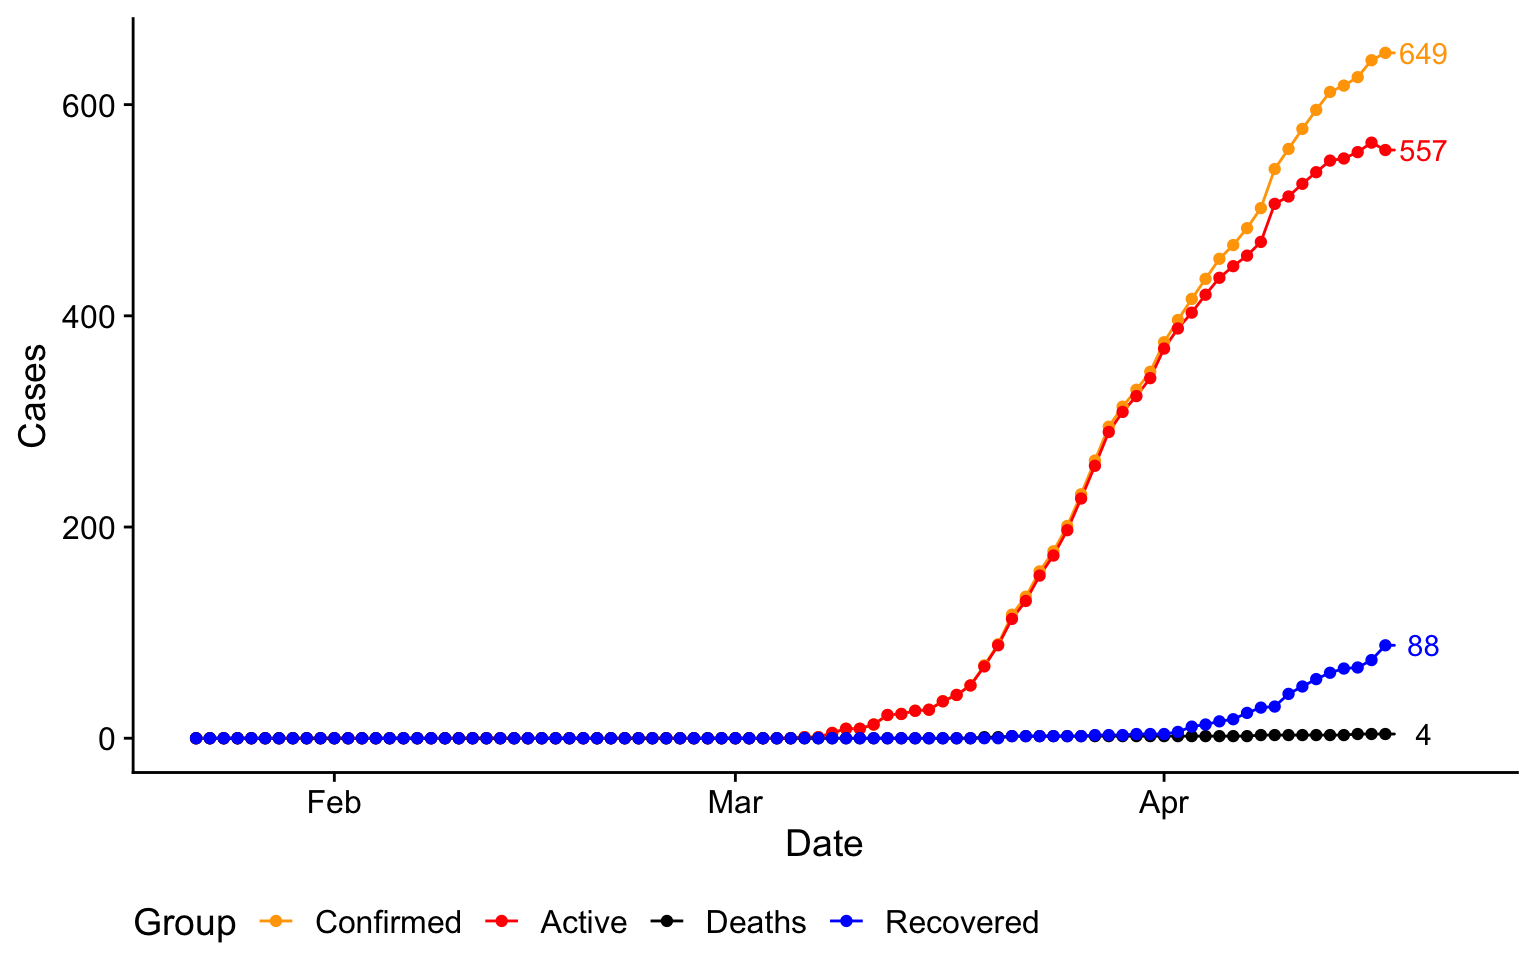 649
600
557
400
Cases
200
88
0
4
Feb Mar Apr
Date
Group Confirmed Active Deaths Recovered